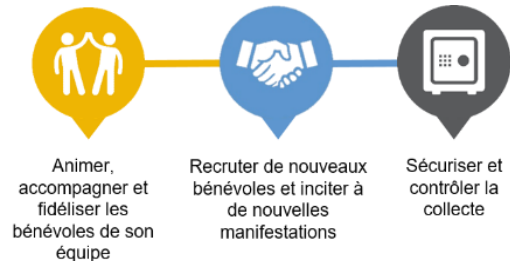 Animer,
accompagner et
fidéliser les
bénévoles de son
équipe
Recruter de nouveaux
bénévoles et inciter à
de nouvelles
manifestations
Sécuriser et
contrôler la
collecte